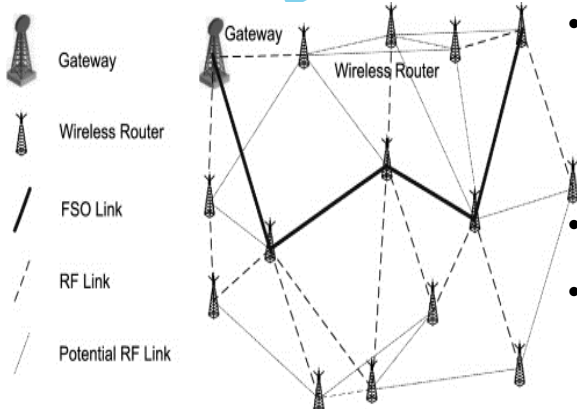 Gateway
Wireless Router
FSO Link
RF Link
Potential RF Link
Gateway
Wireless Router